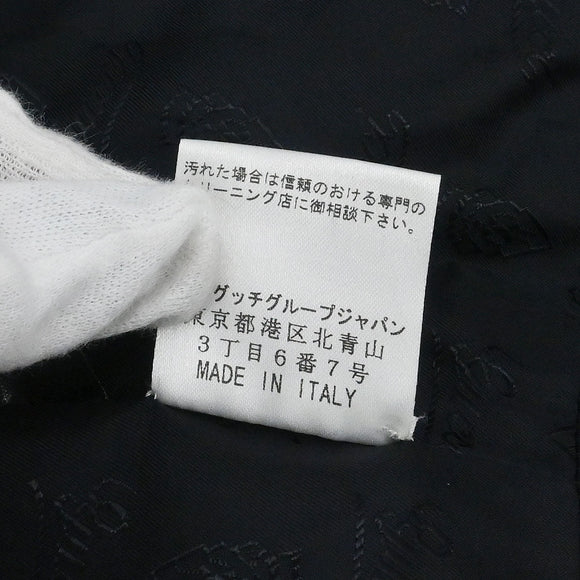 汚れた場合は信頼のおける専門の
クリーニング店に御相談下さい。
グッチグループジャパン
東京都港区北青山
3丁目6番7号
MADE IN ITALY